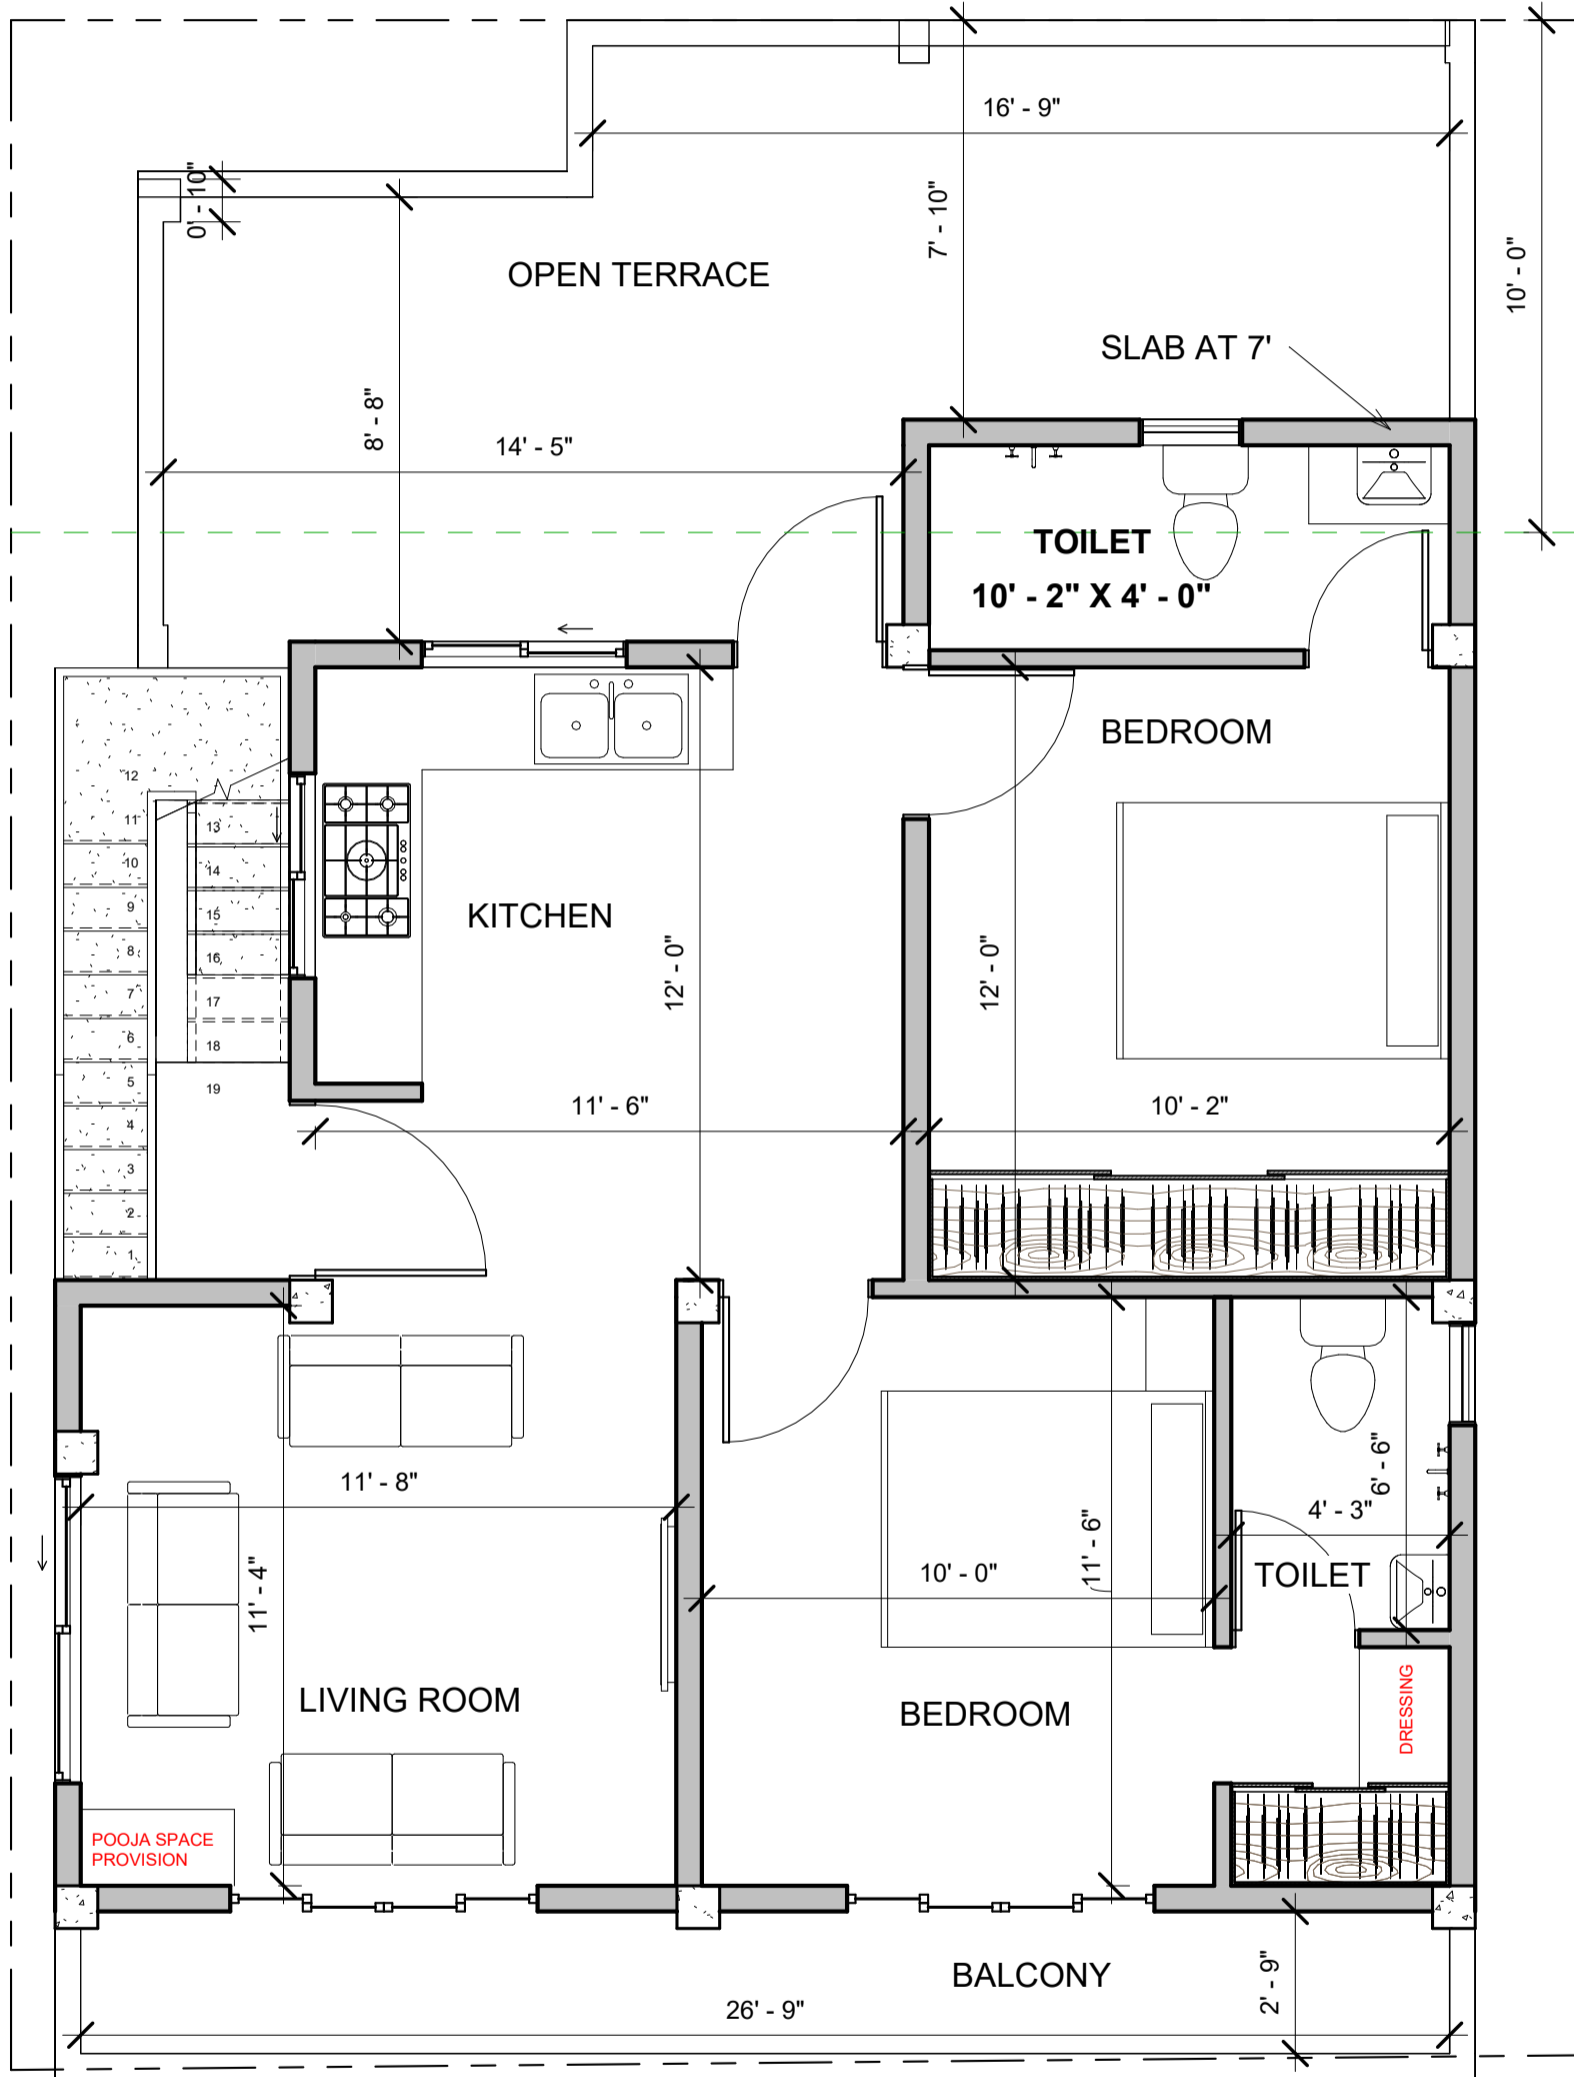 16' - 9"
0' - 10"
7' - 10"
10' - 0"
OPEN TERRACE
SLAB AT 7'
8' - 8"
14' - 5"
TOILET
10' - 2" X 4' - 0"
BEDROOM
12
11
13
10
14
9
15
8
16
7
17
6
18
5
19
4
3
2
1
KITCHEN
12' - 0"
12' - 0"
11' - 6"
10' - 2"
11' - 8"
6' - 6"
4' - 3"
11' - 4"
11' - 6"
10' - 0"
TOILET
LIVING ROOM
BEDROOM
DRESSING
POOJA SPACE
PROVISION
BALCONY
2' - 9"
26' - 9"